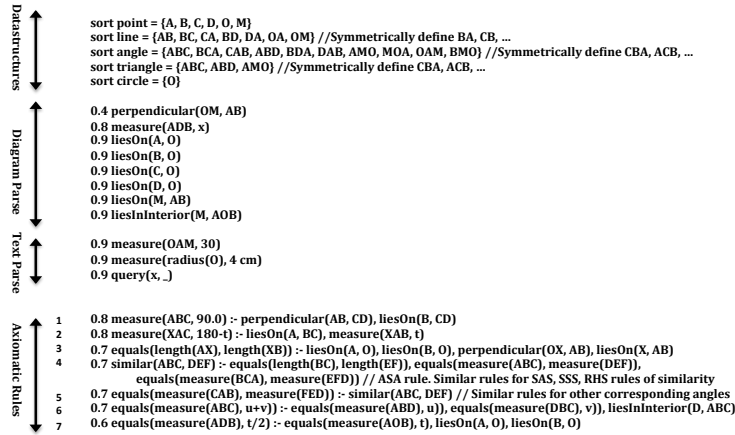 Datastructures
sort point = {A, B, C, D, O, M}
sort line = {AB, BC, CA, BD, DA, OA, OM} //Symmetrically define BA, CB, ...
sort angle = {ABC, BCA, CAB, ABD, BDA, DAB, AMO, MOA, OAM, BMO} //Symmetrically define CBA, ACB, ...
sort triangle = {ABC, ABD, AMO} //Symmetrically define CBA, ACB, ...
sort circle = {O}
Diagram Parse
0.4 perpendicular(OM, AB)
0.8 measure(ADB, x)
0.9 liesOn(A, O)
0.9 liesOn(B, O)
0.9 liesOn(C, O)
0.9 liesOn(D, O)
0.9 liesOn(M, AB)
0.9 liesInInterior(M, AOB)
Text Parse
0.9 measure(OAM, 30)
0.9 measure(radius(O), 4 cm)
0.9 query(x, _)
Axiomatic Rules
1 0.8 measure(ABC, 90.0) :- perpendicular(AB, CD), liesOn(B, CD)
2 0.8 measure(XAC, 180-t) :- liesOn(A, BC), measure(XAB, t)
3 0.7 equals(length(AX), length(XB)) :- liesOn(A, O), liesOn(B, O), perpendicular(OX, AB), liesOn(X, AB)
4 0.7 similar(ABC, DEF) :- equals(length(BC), length(EF)), equals(measure(ABC), measure(DEF)),
equals(measure(BCA), measure(EFD)) // ASA rule. Similar rules for SAS, SSS, RHS rules of similarity
5 0.7 equals(measure(CAB), measure(FED)) :- similar(ABC, DEF) // Similar rules for other corresponding angles
6 0.7 equals(measure(ABC), u+v)) :- equals(measure(ABD), u)), equals(measure(DBC), v)), liesInInterior(D, ABC)
7 0.6 equals(measure(ADB), t/2) :- equals(measure(AOB), t), liesOn(A, O), liesOn(B, O)